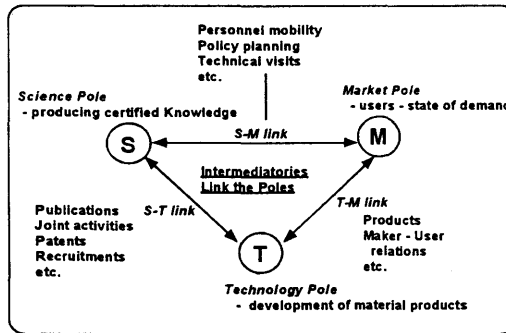 Personnel mobility
Policy planning
Technical visits
etc.
Science Pole
- producing certified Knowledge
Market Pole
- users - state of demand
S-M link
S
M
Intermediatories
Link the Poles
S-T link
T-M link
Publications
Joint activities
Patents
Recruitments
etc.
Products
Maker - User
relations
etc.
T
Technology Pole
- development of material products